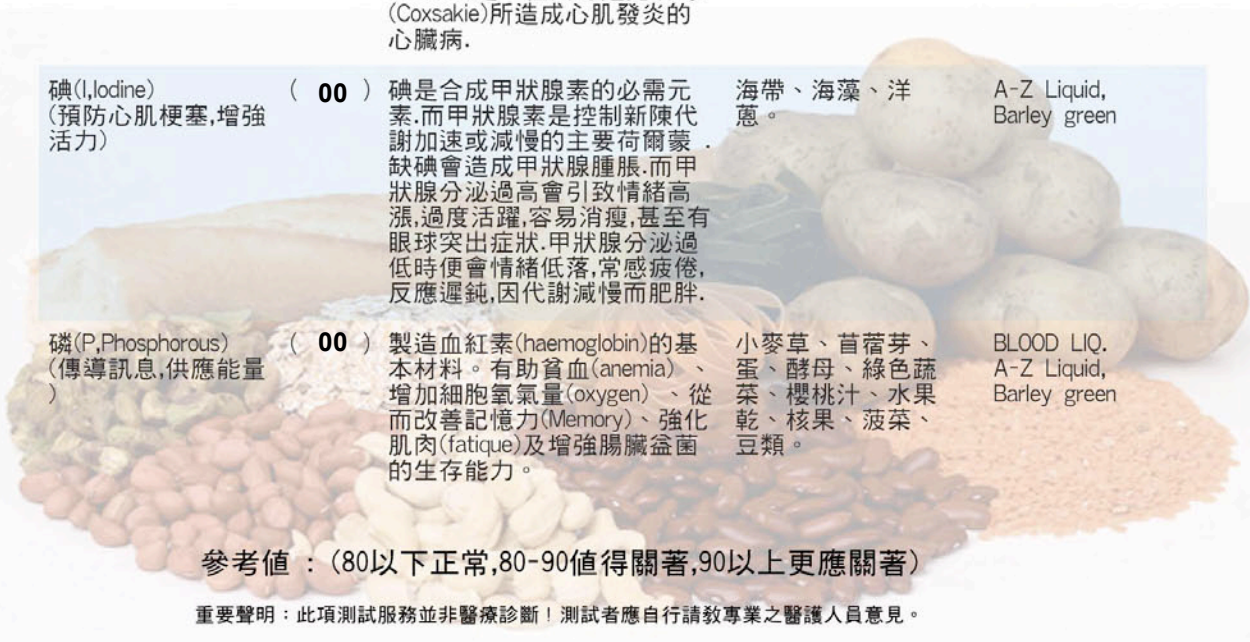 (Coxsakie)所造成心肌發炎的
心臟病.
碘(I,Iodine)
(預防心肌梗塞,增強
活力)
( 00 )
碘是合成甲狀腺素的必需元
素.而甲狀腺素是控制新陳代
謝加速或減慢的主要荷爾蒙 .
缺碘會造成甲狀腺腫脹.而甲
狀腺分泌過高會引致情緒高
漲,過度活躍,容易消瘦,甚至有
眼球突出症狀.甲狀腺分泌過
低時便會情緒低落,常感疲倦,
反應遲鈍,因代謝減慢而肥胖.
海帶、海藻、洋
蔥。
A-Z Liquid,
Barley green
磷(P,Phosphorous)
(傳導訊息,供應能量
)
( 00 )
製造血紅素(haemoglobin)的基
本材料。有助貧血(anemia) 、
增加細胞氧氣量(oxygen) 、從
而改善記憶力(Memory)、強化
肌肉(fatique)及增強腸臟益菌
的生存能力。
小麥草、苜蓿芽、
蛋、酵母、綠色蔬
菜、櫻桃汁、水果
乾、核果、菠菜、
豆類。
BLOOD LIQ.
A-Z Liquid,
Barley green
參考值 : (80以下正常,80-90值得關著,90以上更應關著)
重要聲明：此項測試服務並非醫療診斷！測試者應自行請教專業之醫護人員意見。